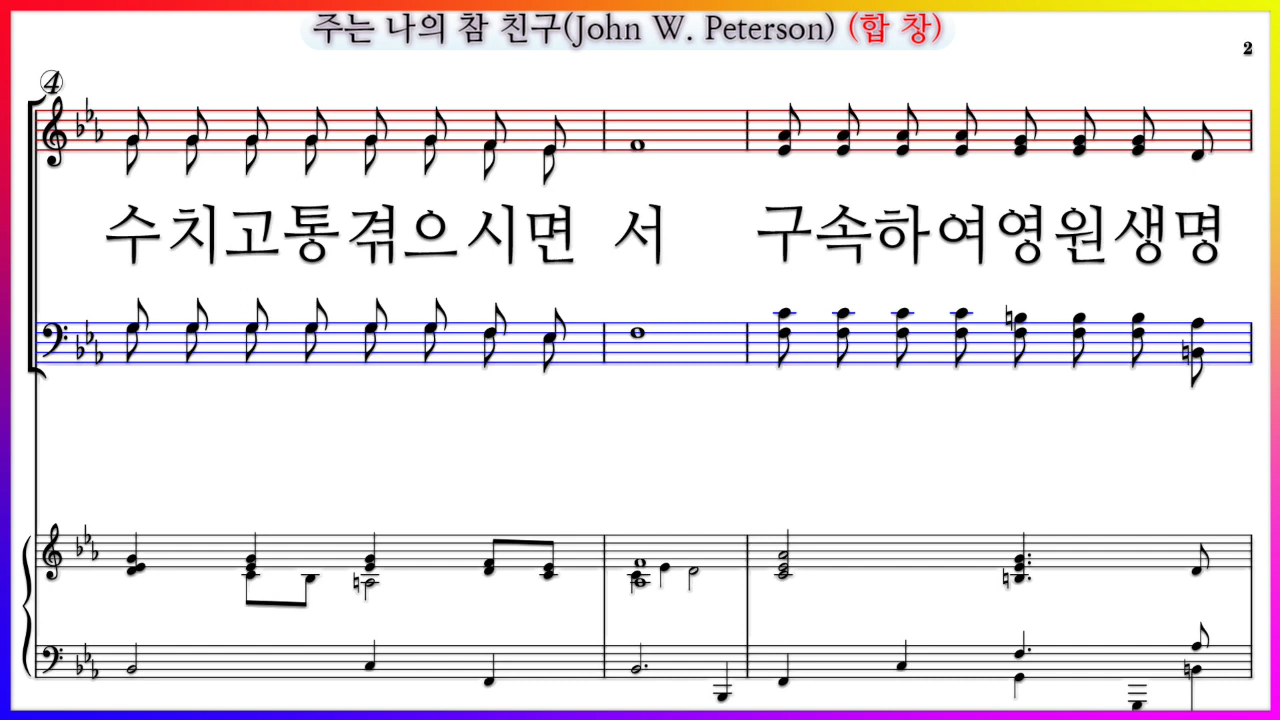 주는 나의 참 친구(John W. Peterson) (합 창)
2
4
수치고통겪으시면 서 구속하여영원생명